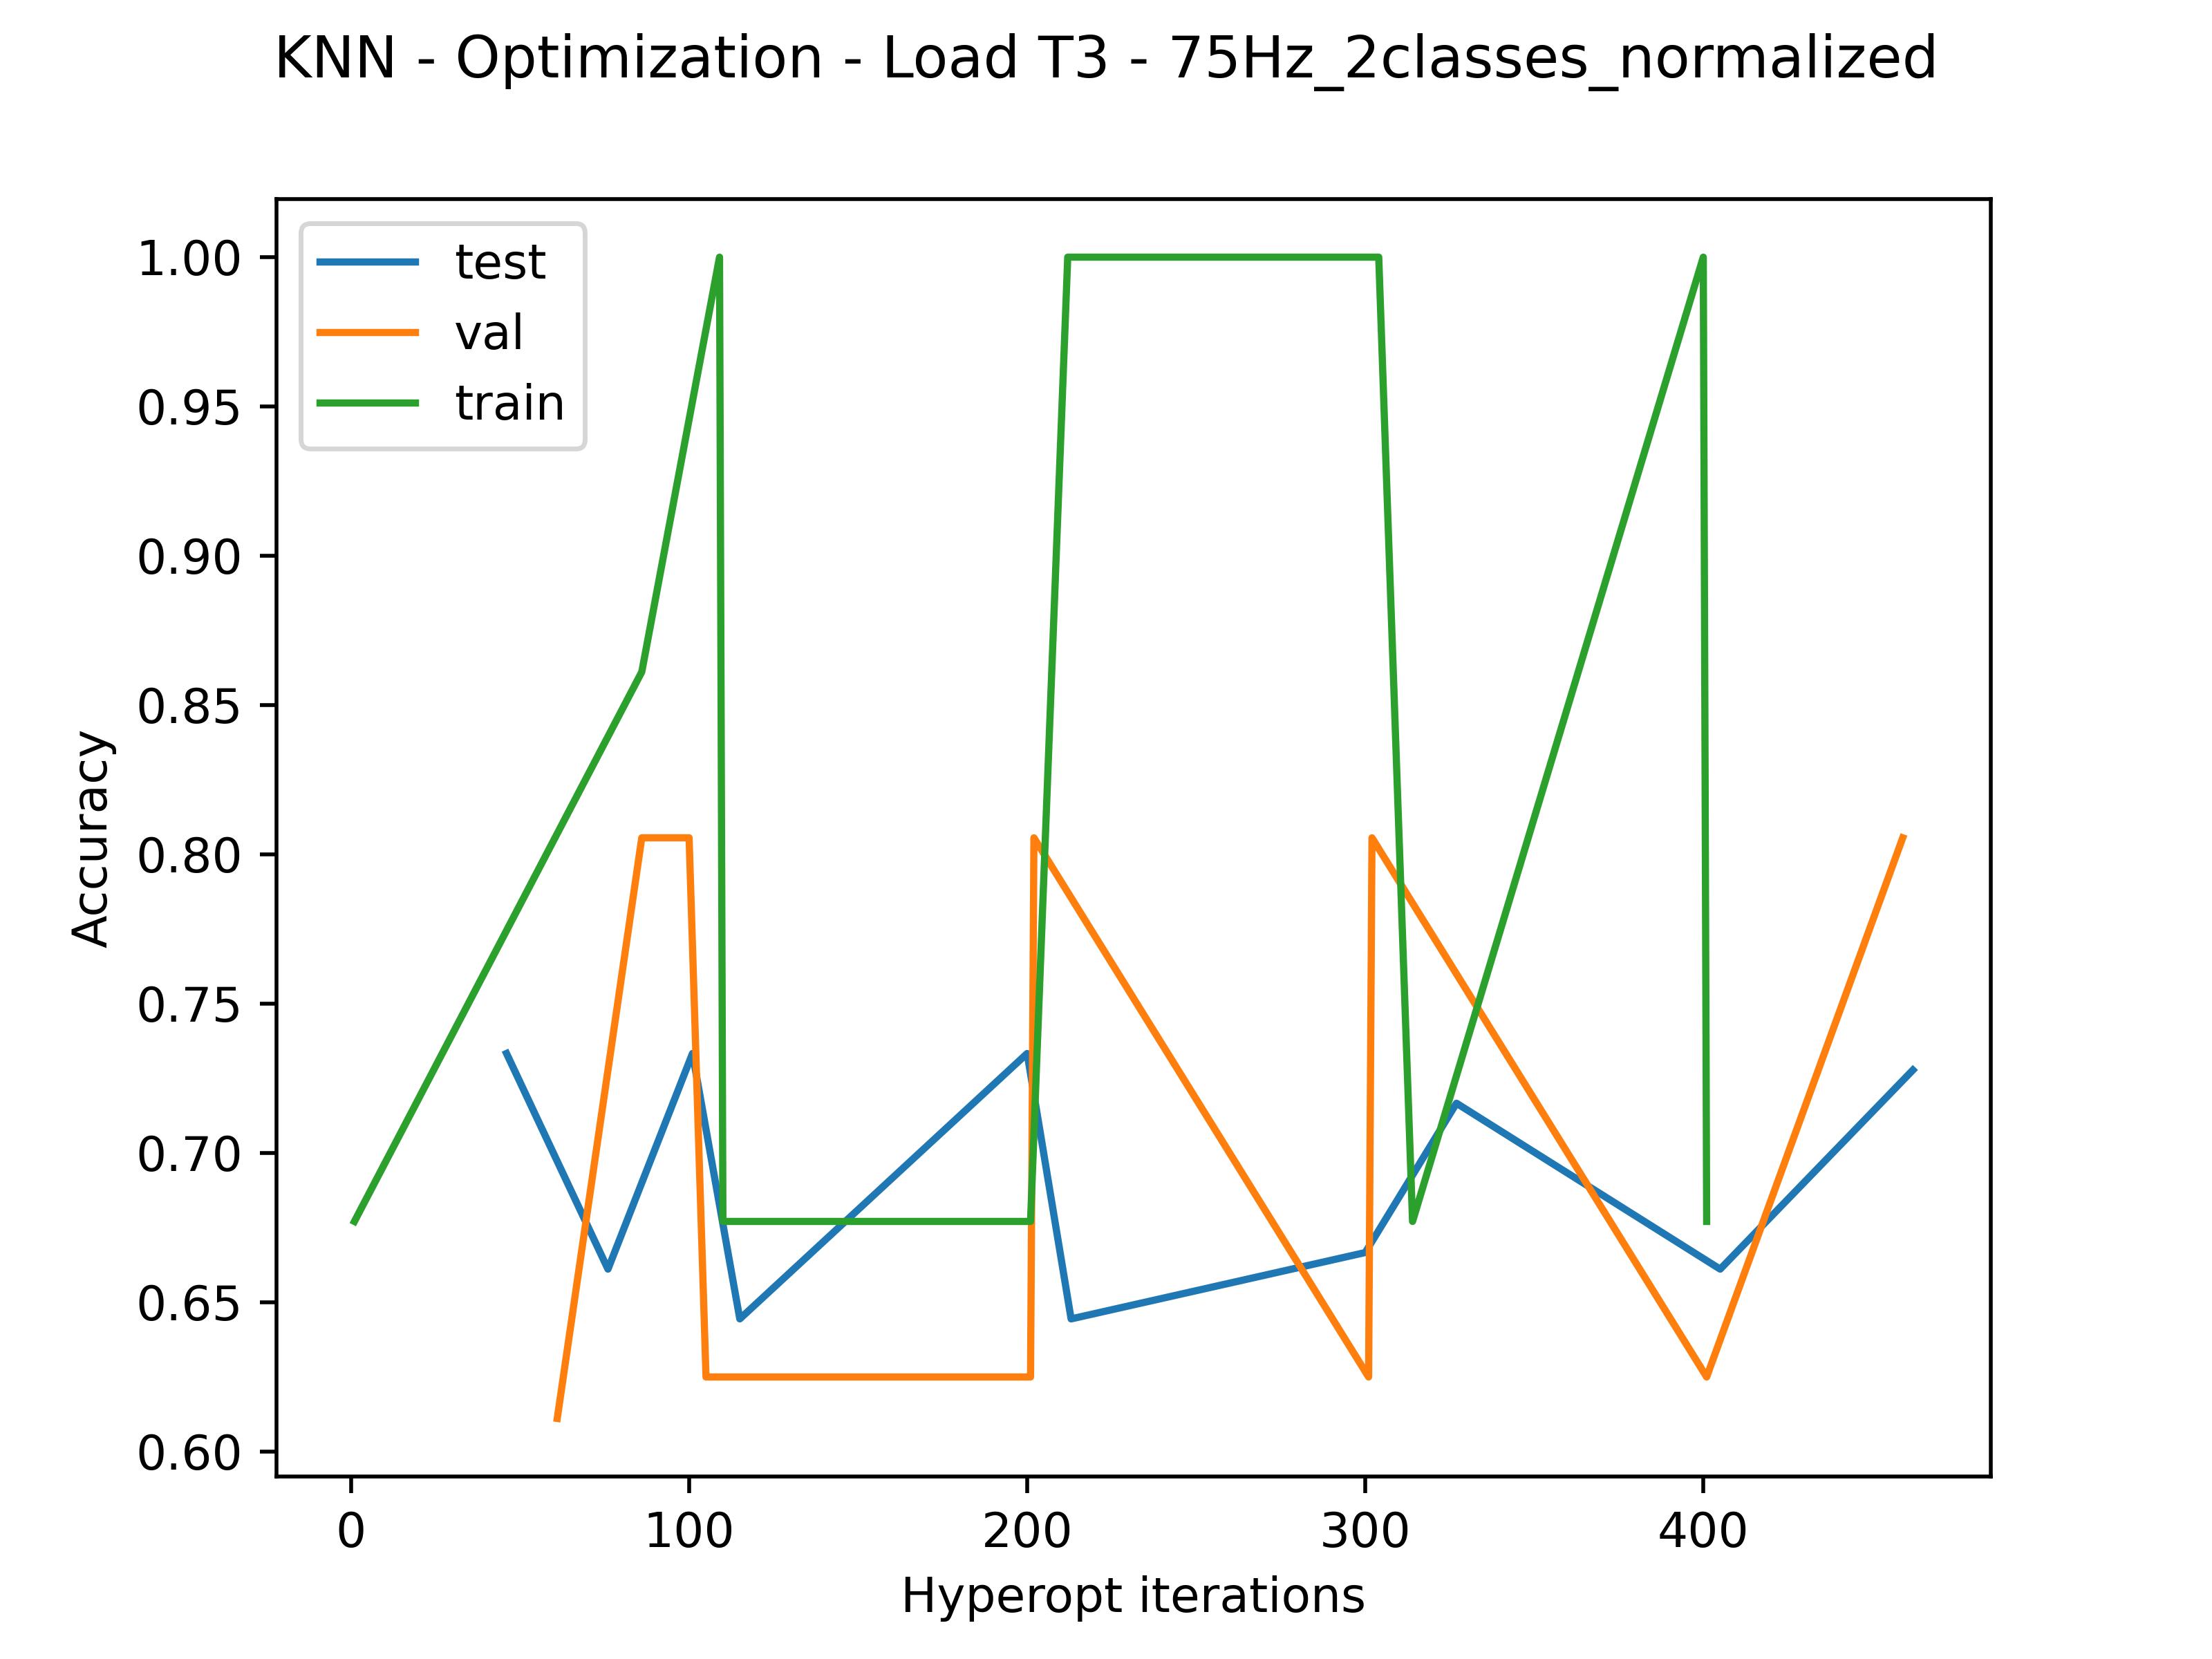 KNN - Optimization - Load T3 - 75Hz_2classes_normalized
test
val
train
1.00
0.95
0.90
0.85
0.80
0.75
0.70
0.65
0.60
Accuracy
0 100 200 300 400
Hyperopt iterations